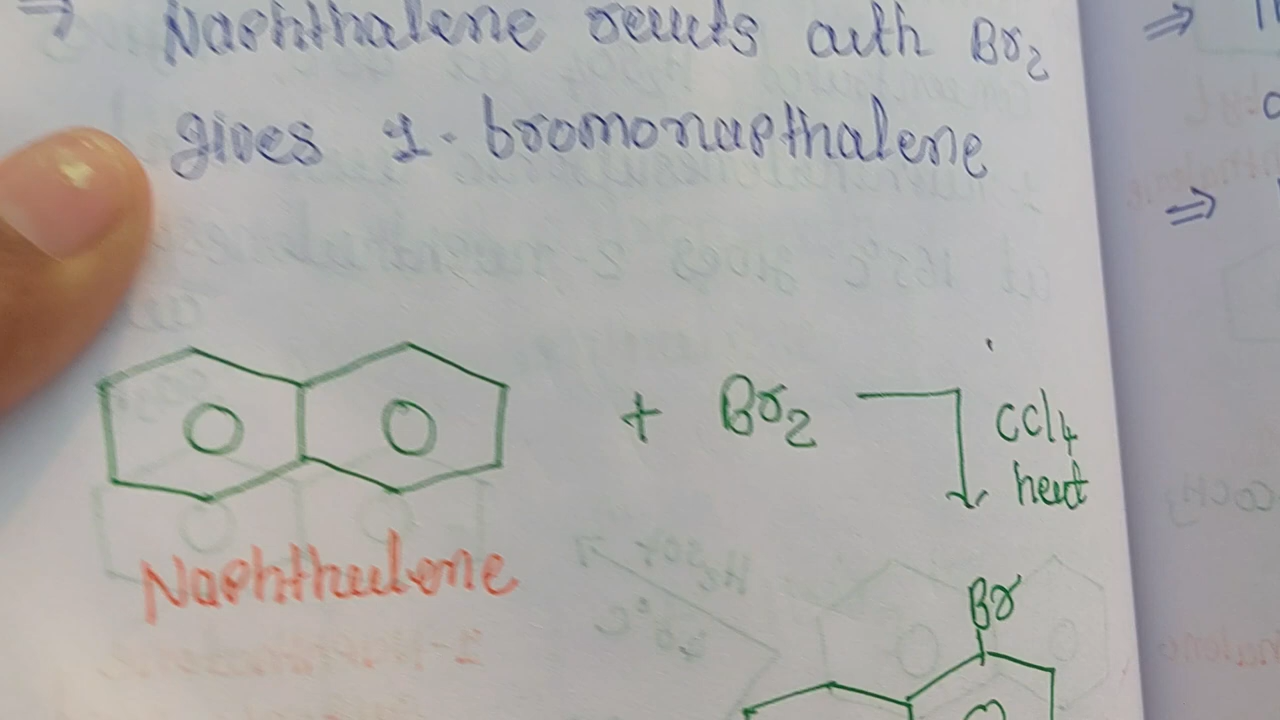 ⇒ Naphthalene reacts with Br2
gives 1-bromonapthalene
+ Br2
CCl4
heat
Naphthalene
Br